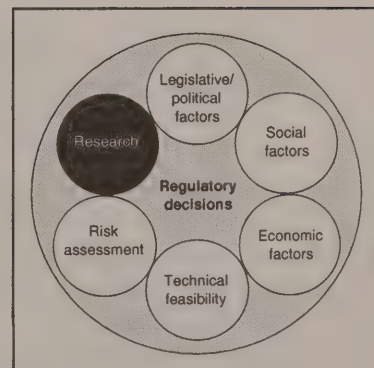 Legislative/
political
factors
Research
Social
factors
Regulatory
decisions
Risk
assessment
Economic
factors
Technical
feasibility